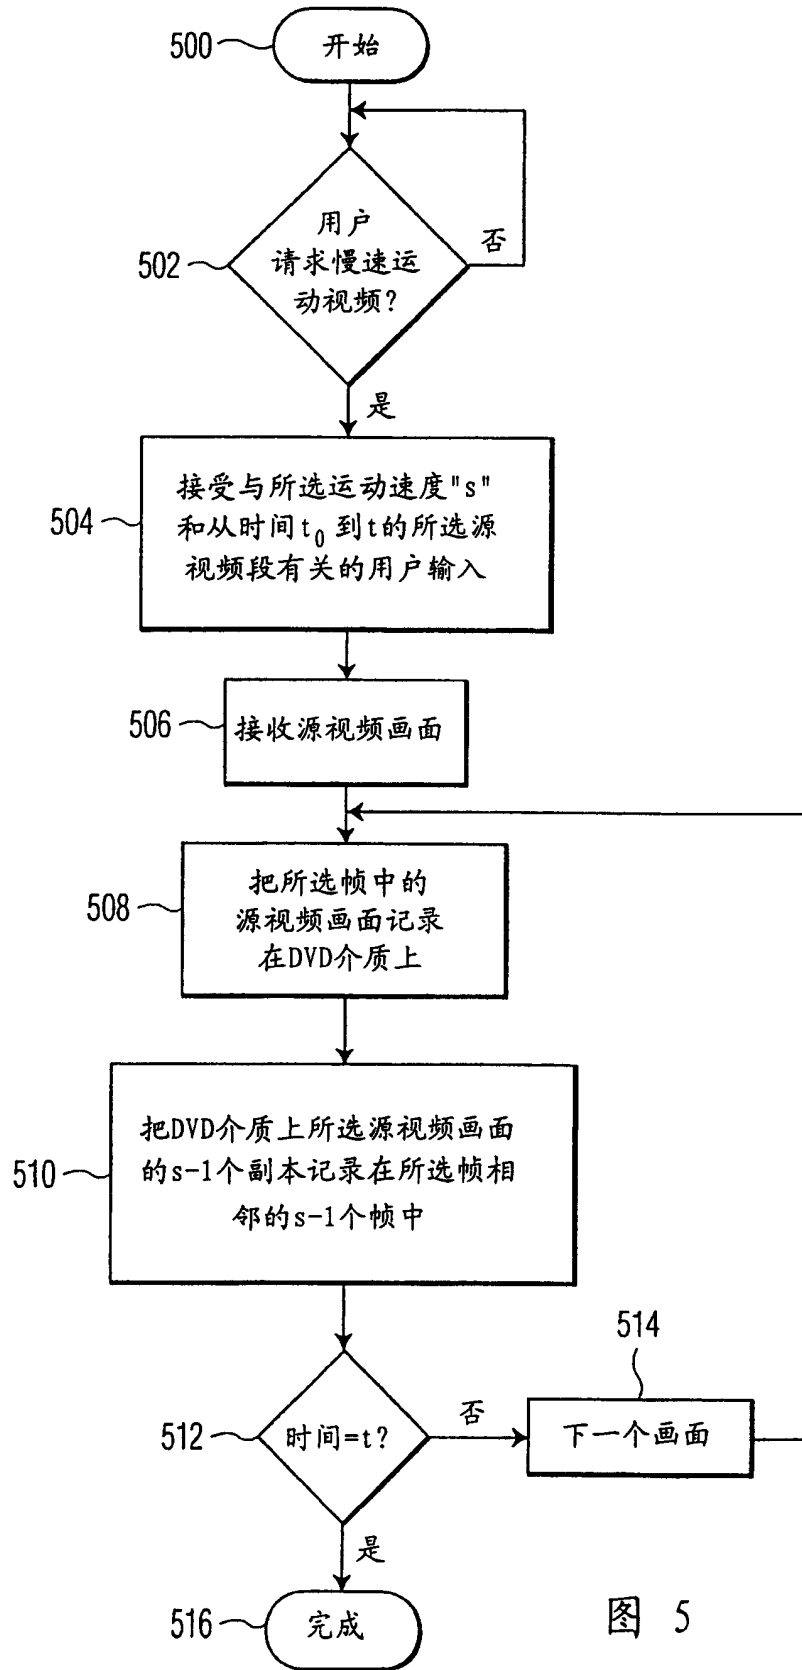 500
开始
502
用户
请求慢速运
动视频?
否
是
504
接受与所选运动速度"s"
和从时间t₀到t的所选源
视频段有关的用户输入
506
接收源视频画面
508
把所选帧中的
源视频画面记录
在DVD介质上
510
把DVD介质上所选源视频画面
的s-1个副本记录在所选帧相
邻的s-1个帧中
512
时间=t?
否
514
下一个画面
是
516
完成
图 5